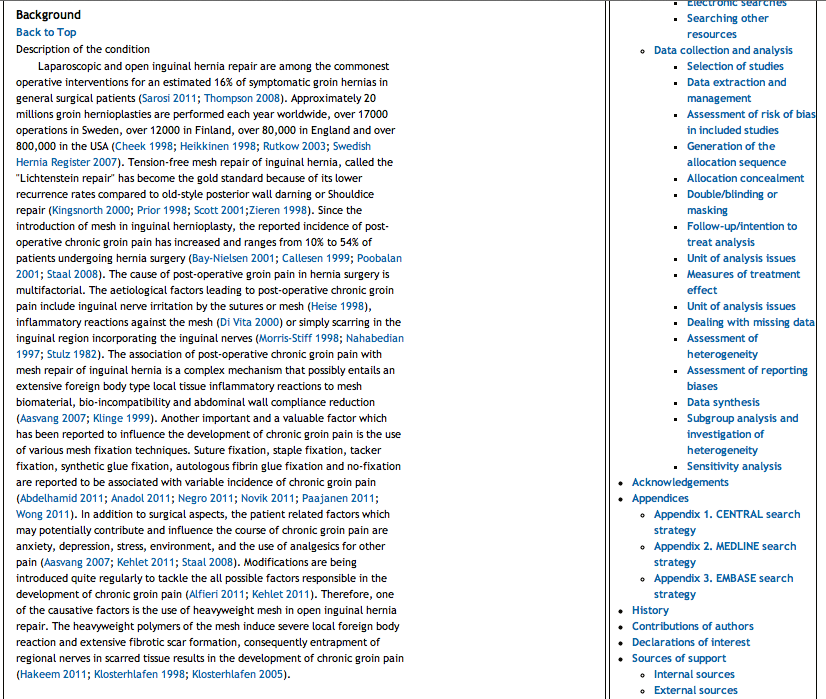 Background
Back to Top
Description of the condition
Laparoscopic and open inguinal hernia repair are among the commonest
operative interventions for an estimated 16% of symptomatic groin hernias in
general surgical patients (Sarosi 2011; Thompson 2008). Approximately 20
millions groin hernioplasties are performed each year worldwide, over 17000
operations in Sweden, over 12000 in Finland, over 80,000 in England and over
800,000 in the USA (Cheek 1998; Heikkinen 1998; Rutkow 2003; Swedish
Hernia Register 2007). Tension-free mesh repair of inguinal hernia, called the
"Lichtenstein repair" has become the gold standard because of its lower
recurrence rates compared to old-style posterior wall darning or Shouldice
repair (Kingsnorth 2000; Prior 1998; Scott 2001;Zieren 1998). Since the
introduction of mesh in inguinal hernioplasty, the reported incidence of post-
operative chronic groin pain has increased and ranges from 10% to 54% of
patients undergoing hernia surgery (Bay-Nielsen 2001; Callesen 1999; Poobalan
2001; Staal 2008). The cause of post-operative groin pain in hernia surgery is
multifactorial. The aetiological factors leading to post-operative chronic groin
pain include inguinal nerve irritation by the sutures or mesh (Heise 1998),
inflammatory reactions against the mesh (Di Vita 2000) or simply scarring in the
inguinal region incorporating the inguinal nerves (Morris-Stiff 1998; Nahabedian
1997; Stulz 1982). The association of post-operative chronic groin pain with
mesh repair of inguinal hernia is a complex mechanism that possibly entails an
extensive foreign body type local tissue inflammatory reactions to mesh
biomaterial, bio-incompatibility and abdominal wall compliance reduction
(Aasvang 2007; Klinge 1999). Another important and a valuable factor which
has been reported to influence the development of chronic groin pain is the use
of various mesh fixation techniques. Suture fixation, staple fixation, tacker
fixation, synthetic glue fixation, autologous fibrin glue fixation and no-fixation
are reported to be associated with variable incidence of chronic groin pain
(Abdelhamid 2011; Anadol 2011; Negro 2011; Novik 2011; Paajanen 2011;
Wong 2011). In addition to surgical aspects, the patient related factors which
may potentially contribute and influence the course of chronic groin pain are
anxiety, depression, stress, environment, and the use of analgesics for other
pain (Aasvang 2007; Kehlet 2011; Staal 2008). Modifications are being
introduced quite regularly to tackle the all possible factors responsible in the
development of chronic groin pain (Alfieri 2011; Kehlet 2011). Therefore, one
of the causative factors is the use of heavyweight mesh in open inguinal hernia
repair. The heavyweight polymers of the mesh induce severe local foreign body
reaction and extensive fibrotic scar formation, consequently entrapment of
regional nerves in scarred tissue results in the development of chronic groin pain
(Hakeem 2011; Klosterhlafen 1998; Klosterhlafen 2005).
Electronic searches
Searching other
resources
Data collection and analysis
Selection of studies
Data extraction and
management
Assessment of risk of bias
in included studies
Generation of the
allocation sequence
Allocation concealment
Double/blinding or
masking
Follow-up/intention to
treat analysis
Unit of analysis issues
Measures of treatment
effect
Unit of analysis issues
Dealing with missing data
Assessment of
heterogeneity
Assessment of reporting
biases
Data synthesis
Subgroup analysis and
investigation of
heterogeneity
Sensitivity analysis
Acknowledgements
Appendices
Appendix 1. CENTRAL search
strategy
Appendix 2. MEDLINE search
strategy
Appendix 3. EMBASE search
strategy
History
Contributions of authors
Declarations of interest
Sources of support
Internal sources
External sources